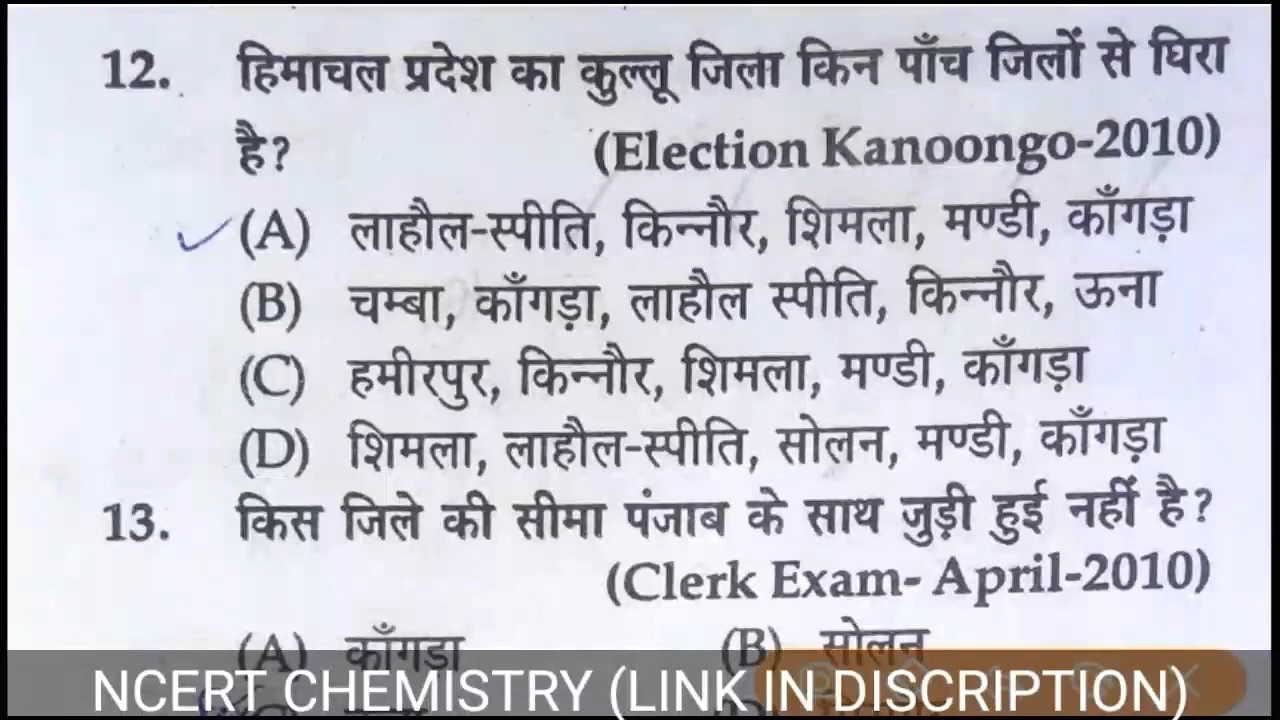 12. हिमाचल प्रदेश का कुल्लू जिला किन पाँच जिलों से घिरा
है? (Election Kanoongo-2010)
(A) लाहौल-स्पीति, किन्नौर, शिमला, मण्डी, काँगड़ा
(B) चम्बा, काँगड़ा, लाहौल स्पीति, किन्नौर, ऊना
(C) हमीरपुर, किन्नौर, शिमला, मण्डी, काँगड़ा
(D) शिमला, लाहौल-स्पीति, सोलन, मण्डी, काँगड़ा
13. किस जिले की सीमा पंजाब के साथ जुड़ी हुई नहीं है?
(Clerk Exam- April-2010)
(A) काँगड़ा (B) सोलन
NCERT CHEMISTRY (LINK IN DISCRIPTION)